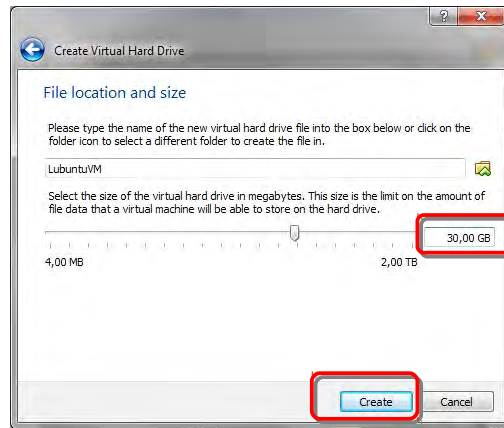 ?
Create Virtual Hard Drive
File location and size
Please type the name of the new virtual hard drive file into the box below or click on the
folder icon to select a different folder to create the file in.
LubuntuVM
Select the size of the virtual hard drive in megabytes. This size is the limit on the amount of
file data that a virtual machine will be able to store on the hard drive.
30,00 GB
4,00 MB 2,00 TB
Create Cancel